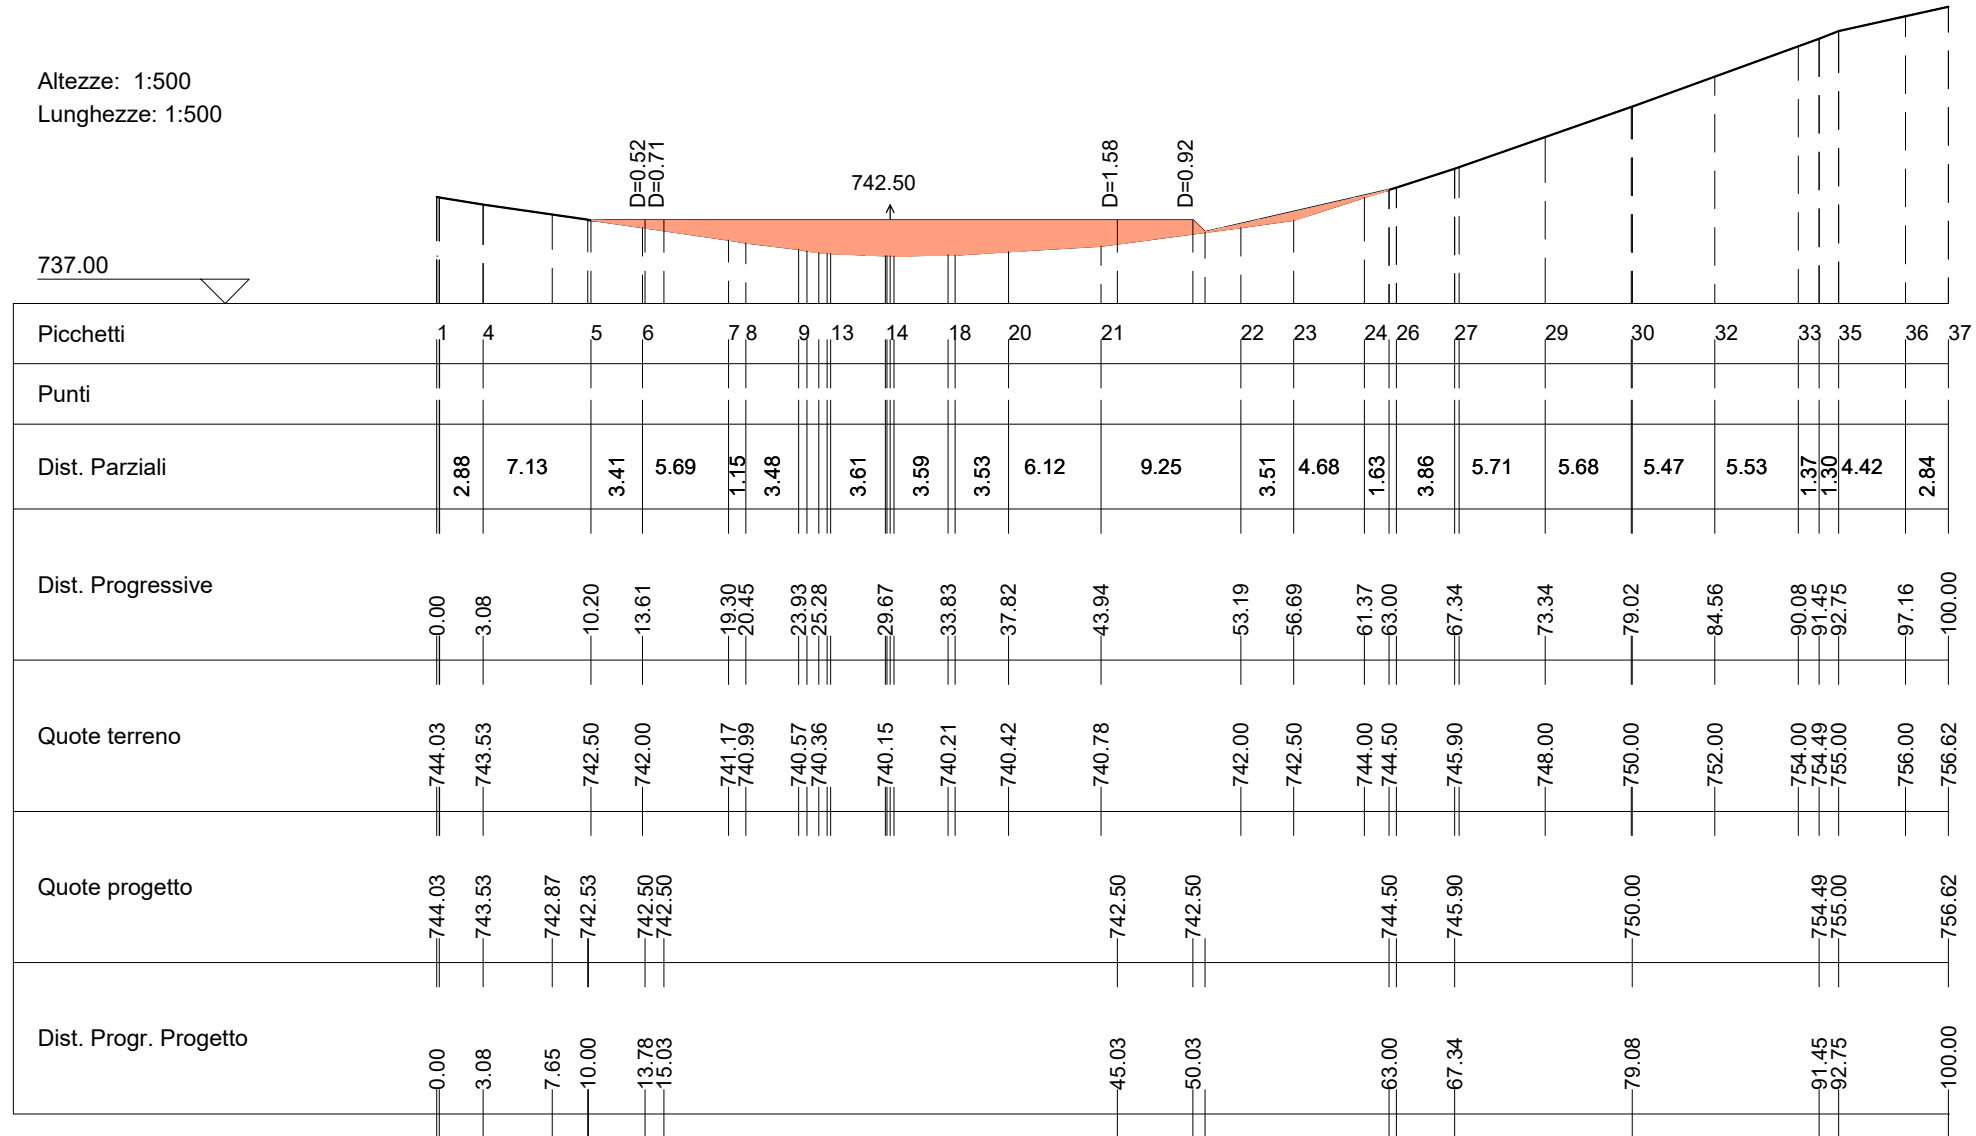 Altezze: 1:500
Lunghezze: 1:500
D=0.52
D=0.71
742.50
D=1.58
D=0.92
737.00
Picchetti 1 4 5 6 7 8 9 13 14 18 20 21 22 23 24 26 27 29 30 32 33 35 36 37
Punti
Dist. Parziali 2.88 7.13 3.41 5.69 1.15 3.48 3.61 3.59 3.53 6.12 9.25 3.51 4.68 1.63 3.86 5.71 5.68 5.47 5.53 1.37 1.30 4.42 2.84
Dist. Progressive 0.00 3.08 10.20 13.61 19.30 20.45 23.93 25.28 29.67 33.83 37.82 43.94 53.19 56.69 61.37 63.00 67.34 73.34 79.02 84.56 90.08 91.45 92.75 97.16 100.00
Quote terreno 744.03 743.53 742.50 742.00 741.17 740.99 740.57 740.36 740.15 740.21 740.42 740.78 742.00 742.50 744.00 744.50 745.90 748.00 750.00 752.00 754.00 754.49 755.00 756.00 756.62
Quote progetto 744.03 743.53 742.87 742.53 742.50 742.50 742.50 742.50 744.50 745.90 750.00 754.49 755.00 756.62
Dist. Progr. Progetto 0.00 3.08 7.65 10.00 13.78 15.03 45.03 50.03 63.00 67.34 79.08 91.45 92.75 100.00